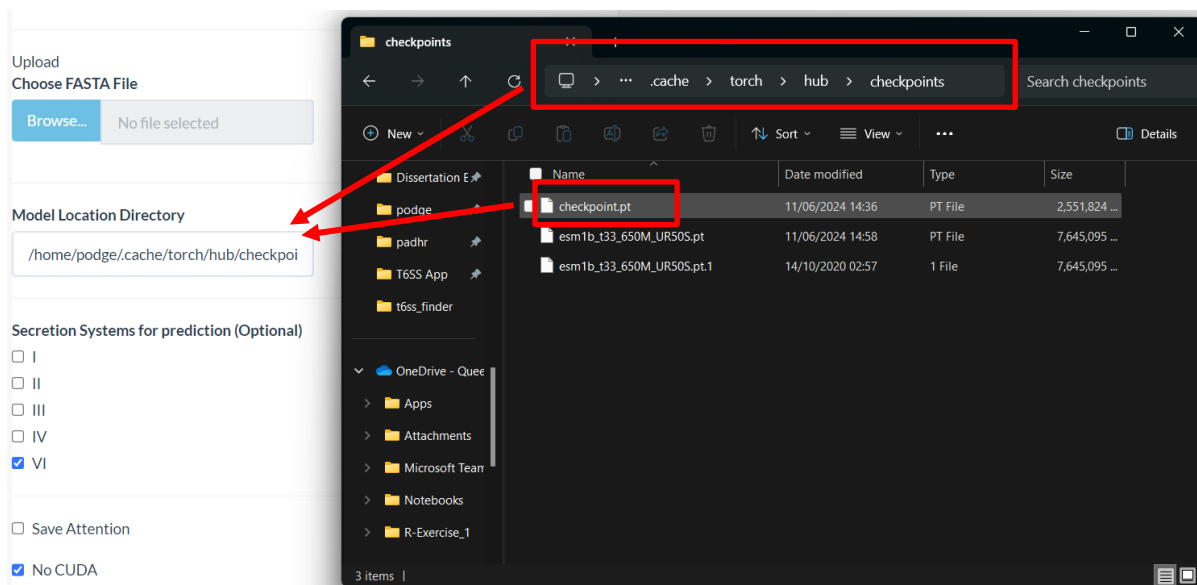 Upload
Choose FASTA File
Browse...
No file selected
Model Location Directory
/home/podge/.cache/torch/hub/checkpoi
Secretion Systems for prediction (Optional)
I
II
III
IV
VI
Save Attention
No CUDA
checkpoints
... .cache > torch > hub > checkpoints
Search checkpoints
New
Sort
View
...
Details
Dissertation E
podge
padhr
T6SS App
t6ss_finder
OneDrive - Quee
Apps
Attachments
Microsoft Team
Notebooks
R-Exercise_1
Name Date modified Type Size
checkpoint.pt 11/06/2024 14:36 PT File 2,551,824 ...
esm1b_t33_650M_UR50S.pt 11/06/2024 14:58 PT File 7,645,095 ...
esm1b_t33_650M_UR50S.pt.1 14/10/2020 02:57 1 File 7,645,095 ...
3 items